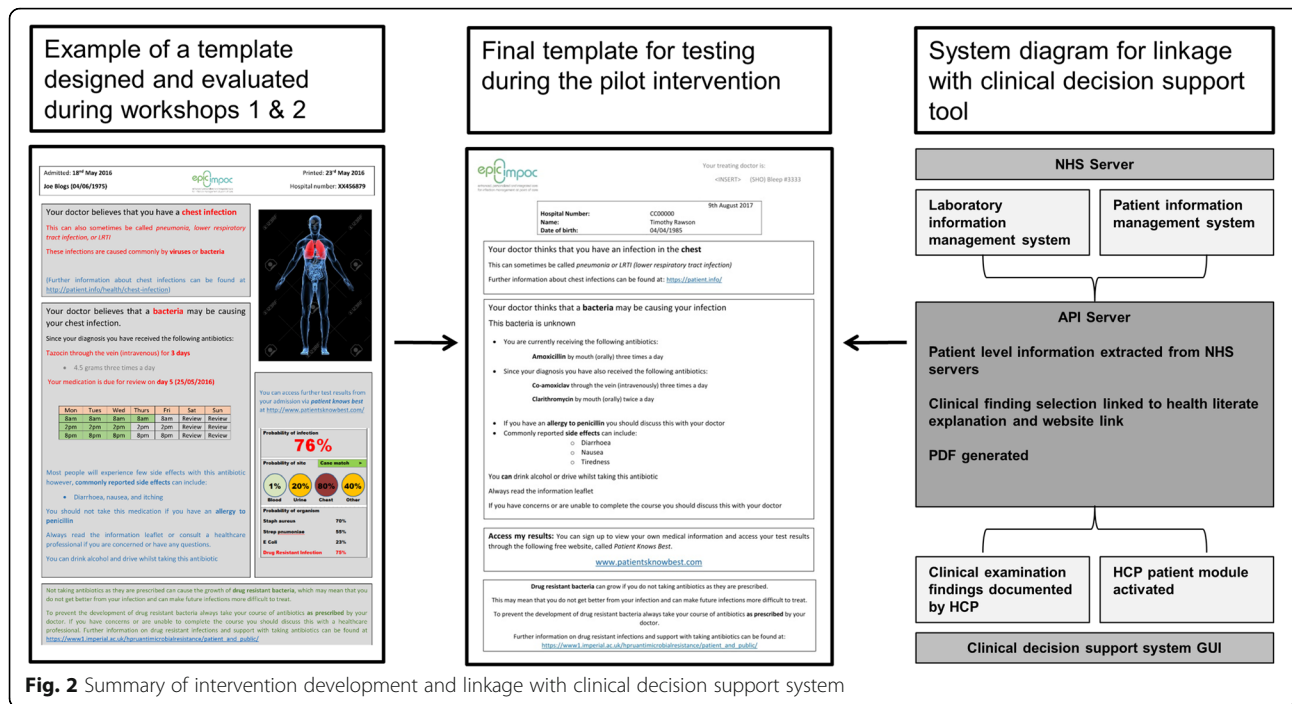 Example of a template
designed and evaluated
during workshops 1 & 2
Admitted: 18nd May 2016
Joe Blogs (04/06/1975)
epic impoc
Printed: 23rd May 2016
Hospital number: XX456879
Your doctor believes that you have a chest infection
This can also sometimes be called pneumonia, lower respiratory
tract infection, or LRTI
These infections are caused commonly by viruses or bacteria
(Further information about chest infections can be found at
http://patient.info/health/chest-infection)
Your doctor believes that a bacteria may be causing
your chest infection.
Since your diagnosis you have received the following antibiotics:
Tazocin through the vein (intravenous) for 3 days
• 4.5 grams three times a day
Your medication is due for review on day 5 (25/05/2016)
Mon Tues Wed Thurs Fri Sat Sun
8am 8am 8am 8am 8am Review Review
2pm 2pm 2pm 2pm 2pm Review Review
8pm 8pm 8pm 8pm 8pm Review Review
Most people will experience few side effects with this antibiotic
however, commonly reported side effects can include:
• Diarrhoea, nausea, and itching
You should not take this medication if you have an allergy to
penicillin
Always read the information leaflet or consult a healthcare
professional if you are concerned or have any questions.
You can drink alcohol and drive whilst taking this antibiotic
You can access further test results from
your admission via patient knows best
at http://www.patientsknowbest.com/
Probability of infection
76%
Probability of site Case match >
1% 20% 80% 40%
Blood Urine Chest Other
Probability of organism
Staph aureus 70%
Strep pnumoniae 55%
E Coli 23%
Drug Resistant Infection 75%
Not taking antibiotics as they are prescribed can cause the growth of drug resistant bacteria, which may mean that you
do not get better from your infection and can make future infections more difficult to treat.
To prevent the development of drug resistant bacteria always take your course of antibiotics as prescribed by your
doctor, if you have concerns or are unable to complete the course you should discuss this with a healthcare
professional. Further information on drug resistant infections and support with taking antibiotics can be found at
https://www1.imperial.ac.uk/hpruantimicrobialresistance/patient_and_public/
Final template for testing
during the pilot intervention
epic impoc
Your treating doctor is:
<INSERT> (SHO) Bleep #3333
9th August 2017
Hospital Number: CC00000
Name: Timothy Rawson
Date of birth: 04/04/1985
Your doctor thinks that you have an infection in the chest
This can sometimes be called pneumonia or LRTI (lower respiratory tract infection)
Further information about chest infections can be found at: https://patient.info/
Your doctor thinks that a bacteria may be causing your infection
This bacteria is unknown
• You are currently receiving the following antibiotics:
Amoxicillin by mouth (orally) three times a day
• Since your diagnosis you have also received the following antibiotics:
Co-amoxiclav through the vein (intravenously) three times a day
Clarithromycin by mouth (orally) twice a day
• If you have an allergy to penicillin you should discuss this with your doctor
• Commonly reported side effects can include:
o Diarrhoea
o Nausea
o Tiredness
You can drink alcohol or drive whilst taking this antibiotic
Always read the information leaflet
If you have concerns or are unable to complete the course you should discuss this with your doctor
Access my results: You can sign up to view your own medical information and access your test results
through the following free website, called Patient Knows Best.
www.patientsknowbest.com
Drug resistant bacteria can grow if you do not taking antibiotics as they are prescribed.
This may mean that you do not get better from your infection and can make future infections more difficult to treat.
To prevent the development of drug resistant bacteria always take your course of antibiotics as prescribed by your
doctor.
Further information on drug resistant infections and support with taking antibiotics can be found at:
https://www1.imperial.ac.uk/hpruantimicrobialresistance/patient_and_public/
System diagram for linkage
with clinical decision support
tool
NHS Server
Laboratory
information
management system
Patient information
management system
API Server
Patient level information extracted from NHS
servers
Clinical finding selection linked to health literate
explanation and website link
PDF generated
Clinical examination
findings documented
by HCP
HCP patient module
activated
Clinical decision support system GUI
Fig. 2 Summary of intervention development and linkage with clinical decision support system